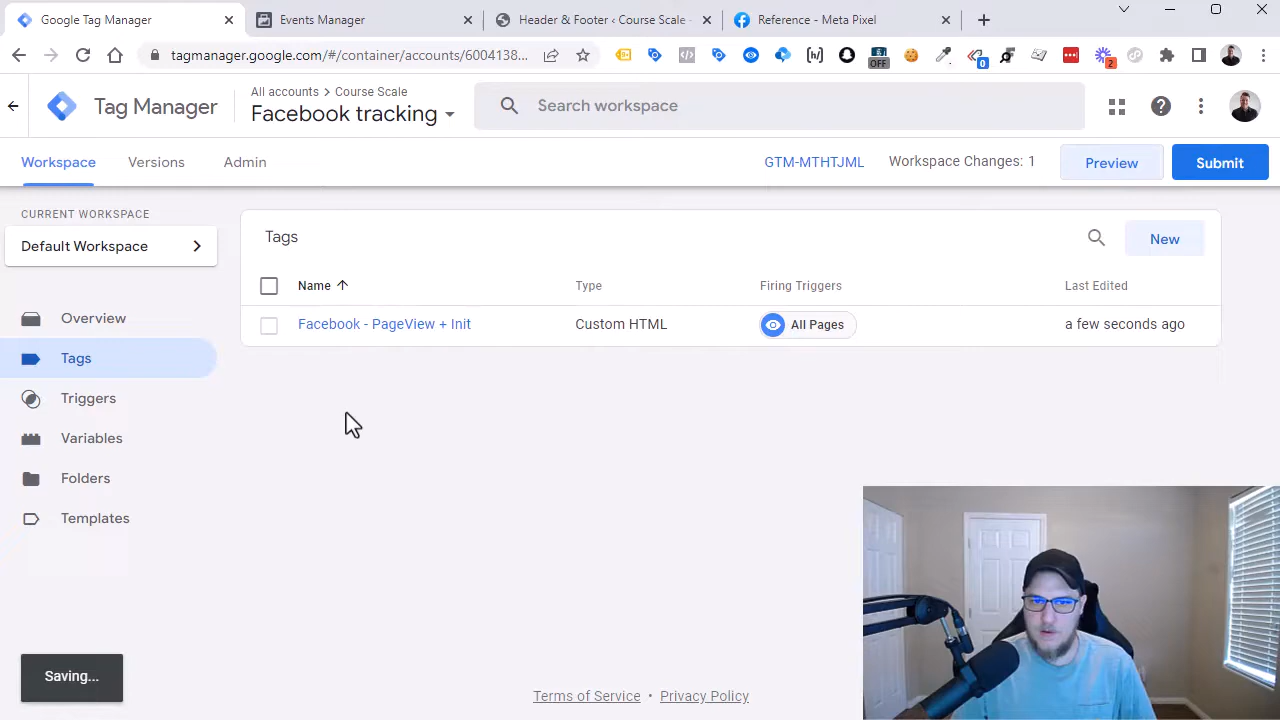 Google Tag Manager
Events Manager
Header & Footer ‹ Course Scale -
Reference - Meta Pixel
tagmanager.google.com/#/container/accounts/6004138...
OFF
0
2
Tag Manager
All accounts > Course Scale
Facebook tracking
Search workspace
Workspace
Versions
Admin
GTM-MTHTJML
Workspace Changes: 1
Preview
Submit
CURRENT WORKSPACE
Default Workspace
Overview
Tags
Triggers
Variables
Folders
Templates
Tags
New
Name
Type
Firing Triggers
Last Edited
Facebook - PageView + Init
Custom HTML
All Pages
a few seconds ago
Saving...
Terms of Service • Privacy Policy